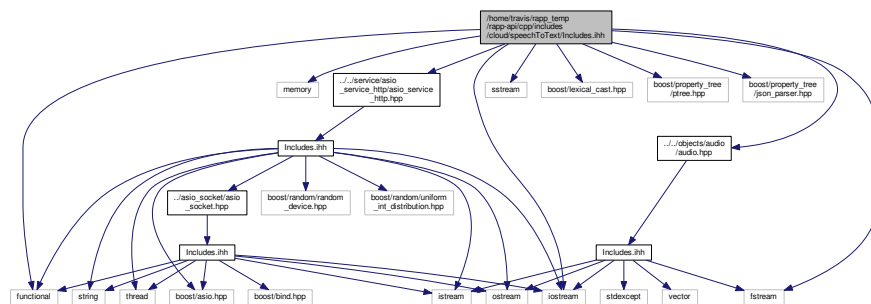 /home/travis/rapp_temp
/rapp-api/cpp/includes
/cloud/speechToText/Includes.ihh
memory
../../service/asio
_service_http/asio_service
_http.hpp
sstream
boost/lexical_cast.hpp
boost/property_tree
/ptree.hpp
boost/property_tree
/json_parser.hpp
Includes.ihh
../../objects/audio
/audio.hpp
../asio_socket/asio
_socket.hpp
boost/random/random
_device.hpp
boost/random/uniform
_int_distribution.hpp
Includes.ihh
Includes.ihh
functional
string
thread
boost/asio.hpp
boost/bind.hpp
istream
ostream
iostream
stdexcept
vector
fstream